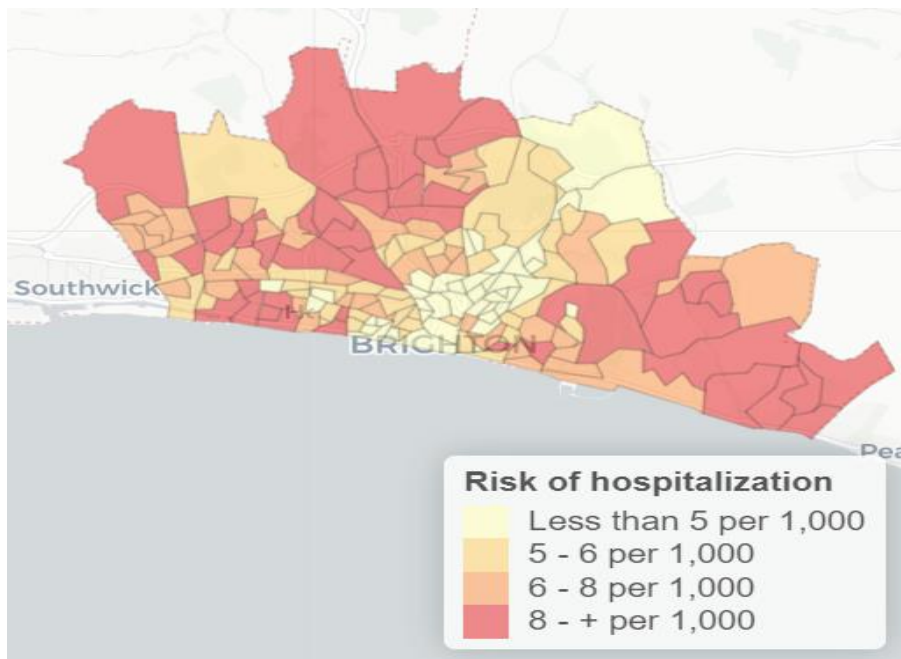 Southwick
BRIGHTON
Pea
Risk of hospitalization
Less than 5 per 1,000
5 - 6 per 1,000
6 - 8 per 1,000
8 - + per 1,000